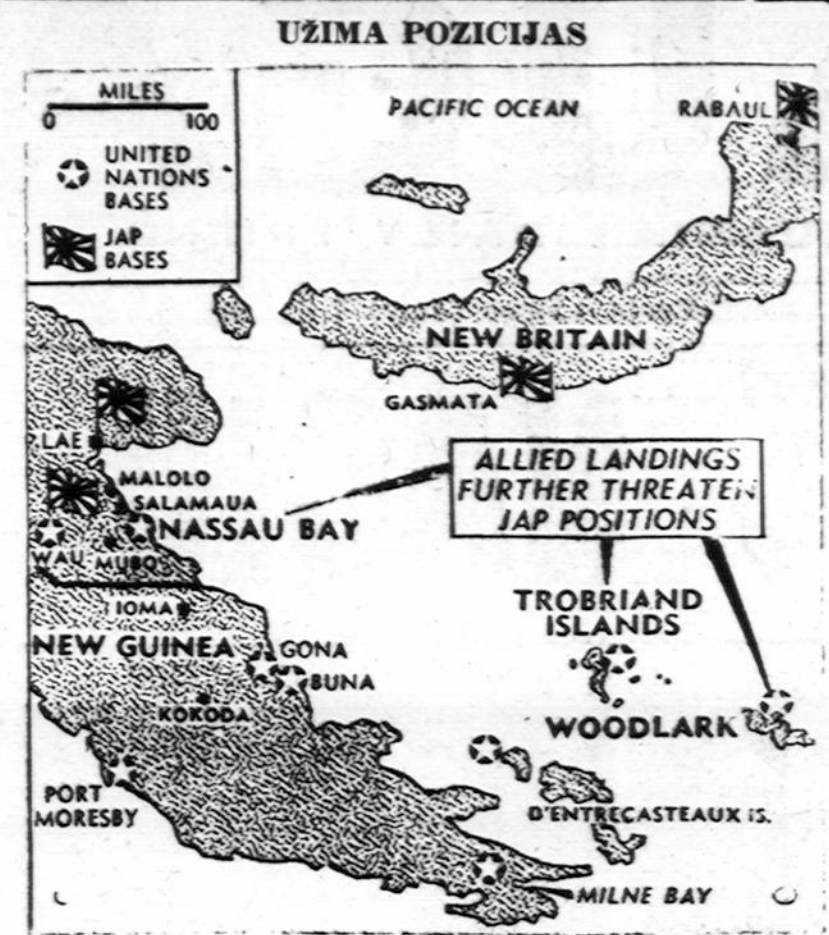 UŽIMA POZICIJAS
MILES
0 100
UNITED
NATIONS
BASES
JAP
BASES
PACIFIC OCEAN
RABAUL
NEW BRITAIN
GASMATA
LAE
ALLIED LANDINGS
FURTHER THREATEN
JAP POSITIONS
MALOLO
SALAMAUA
NASSAU BAY
WAU
MUBO
IOMA
TROBRIAND
ISLANDS
NEW GUINEA
GONA
BUNA
KOKODA
WOODLARK
PORT
MORESBY
D'ENTRECASTEAUX IS.
MILNE BAY